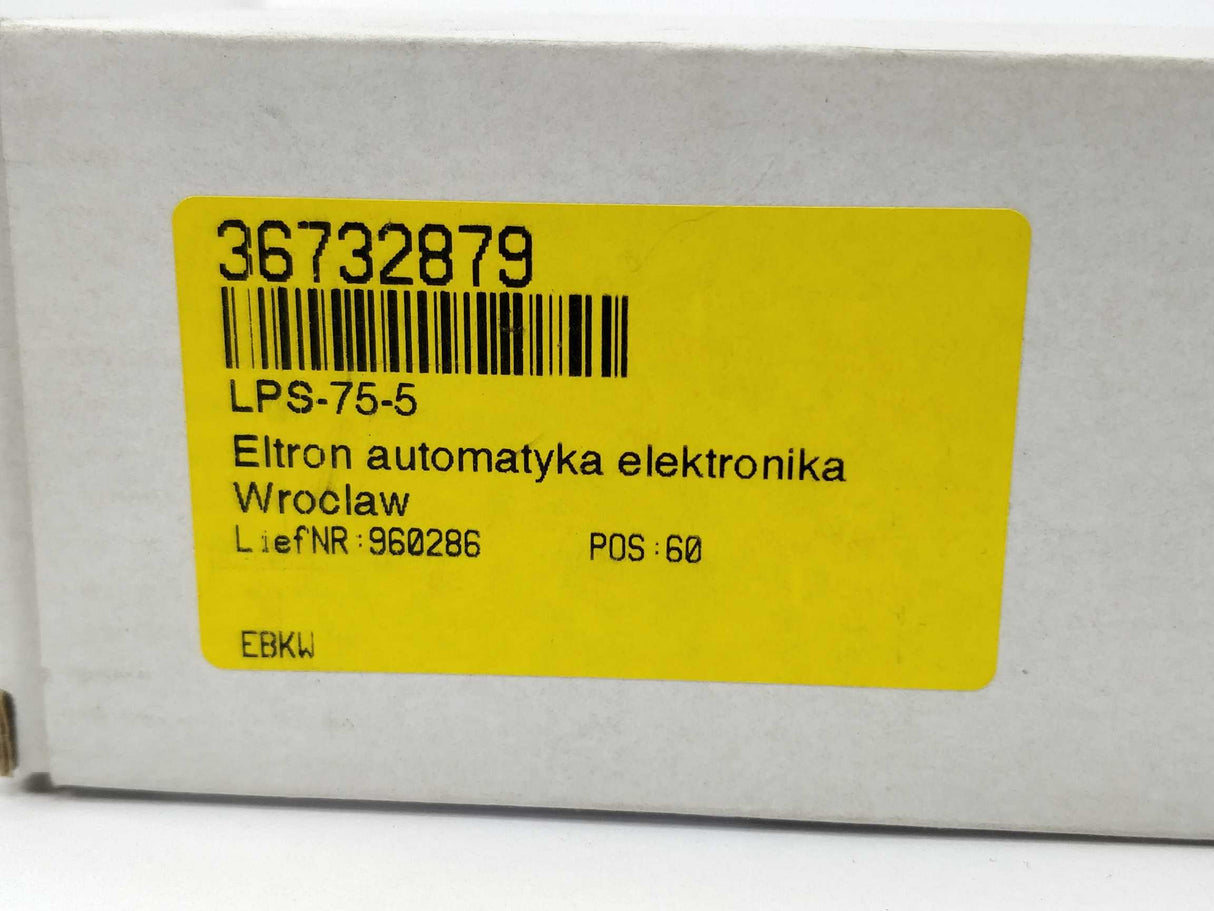 36732879
LPS-75-5
Eltron automatyka elektronika
Wroclaw
LiefNR:960286 POS:60
EBKW